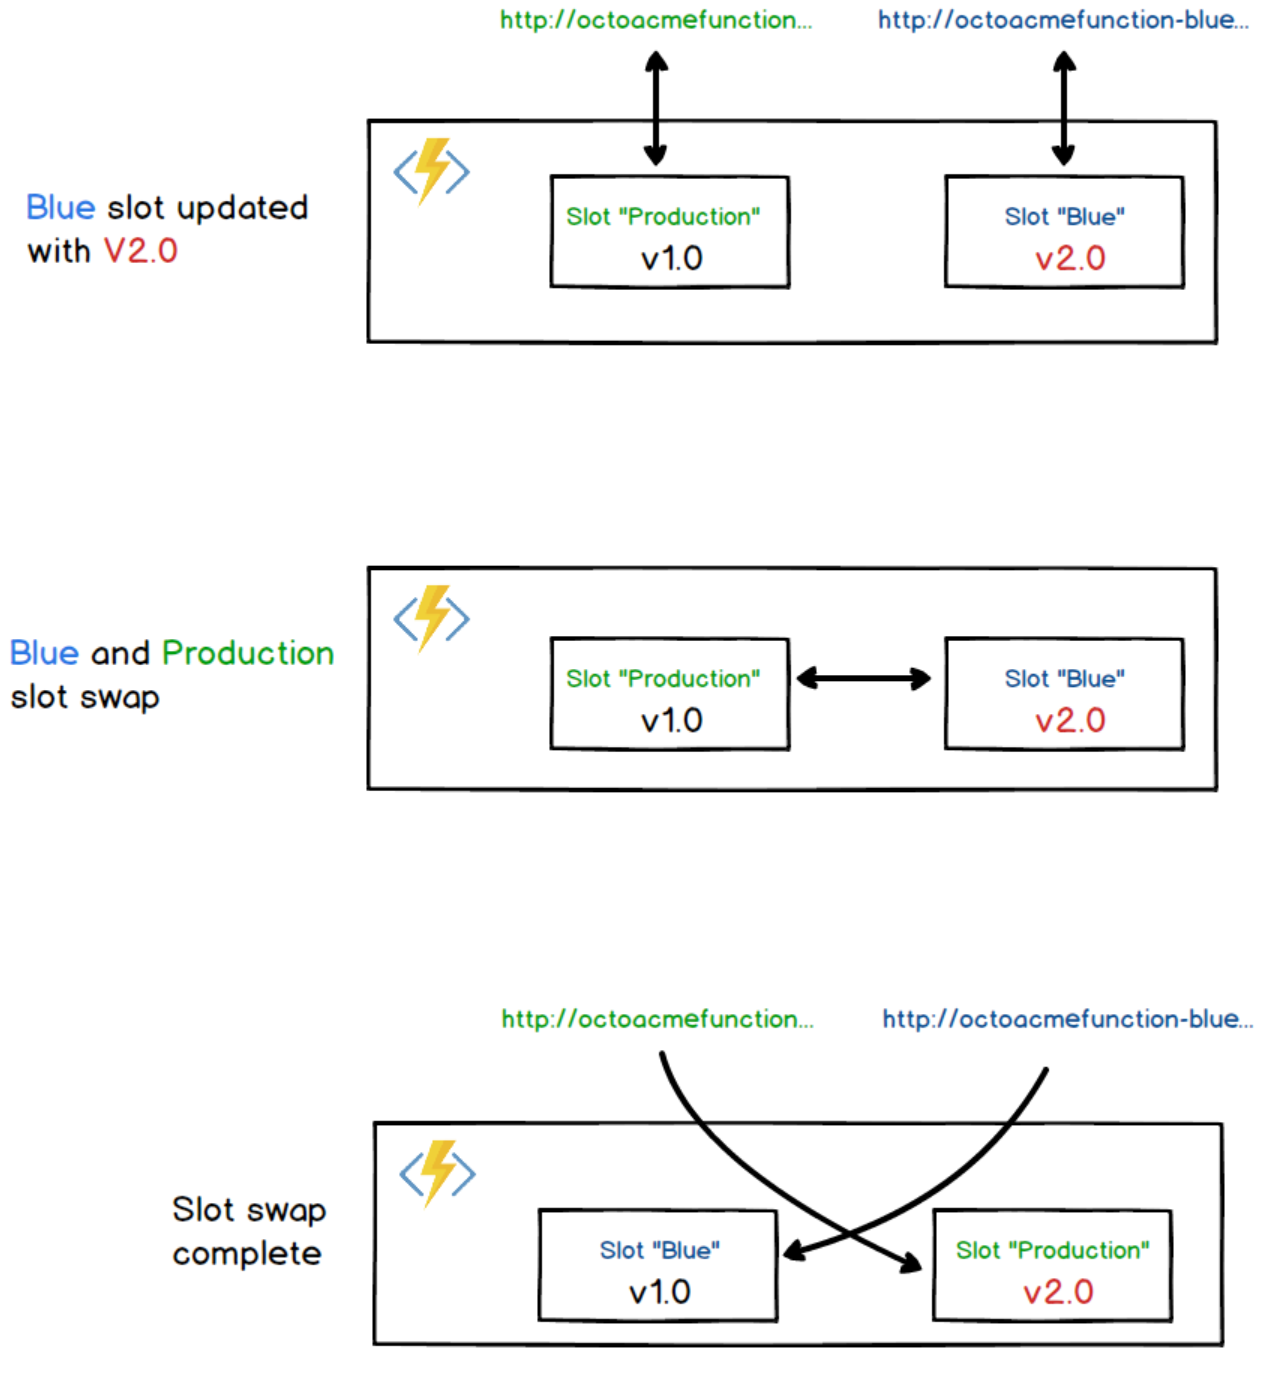 http://octoacmefunction...
http://octoacmefunction-blue...
Blue slot updated
with V2.0
Slot "Production"
v1.0
Slot "Blue"
v2.0
Blue and Production
slot swap
Slot "Production"
v1.0
Slot "Blue"
v2.0
http://octoacmefunction...
http://octoacmefunction-blue...
Slot swap
complete
Slot "Blue"
v1.0
Slot "Production"
v2.0